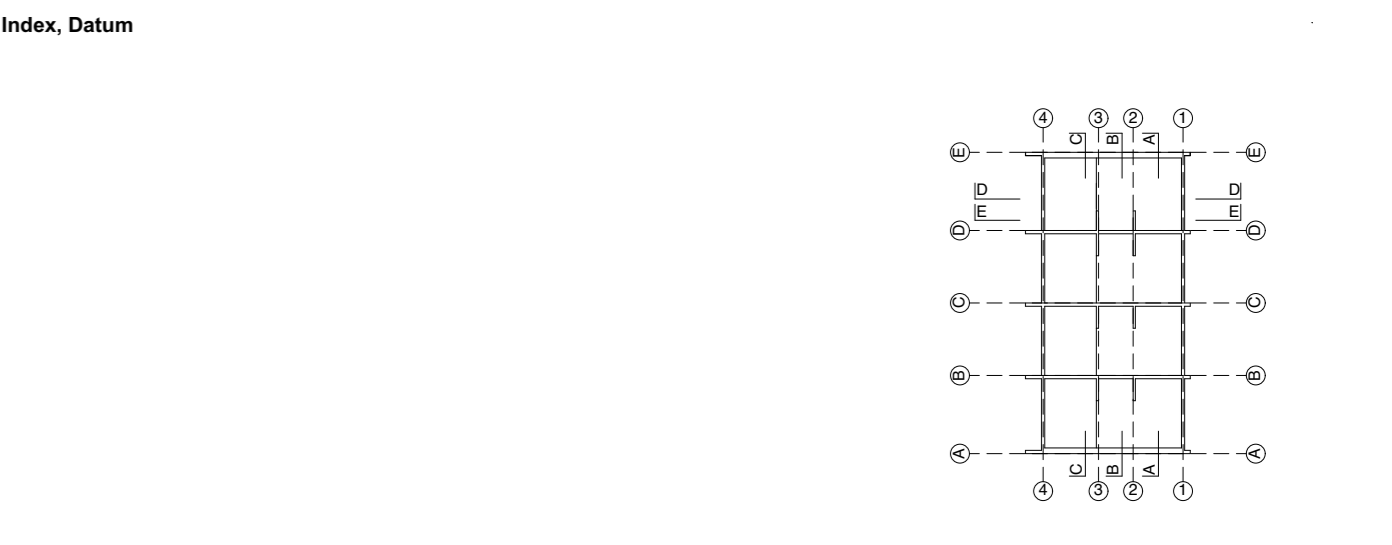 Index, Datum
4 3 2 1
C B A
E E
D D
E E
D D
C C
B B
A A
C B A
4 3 2 1